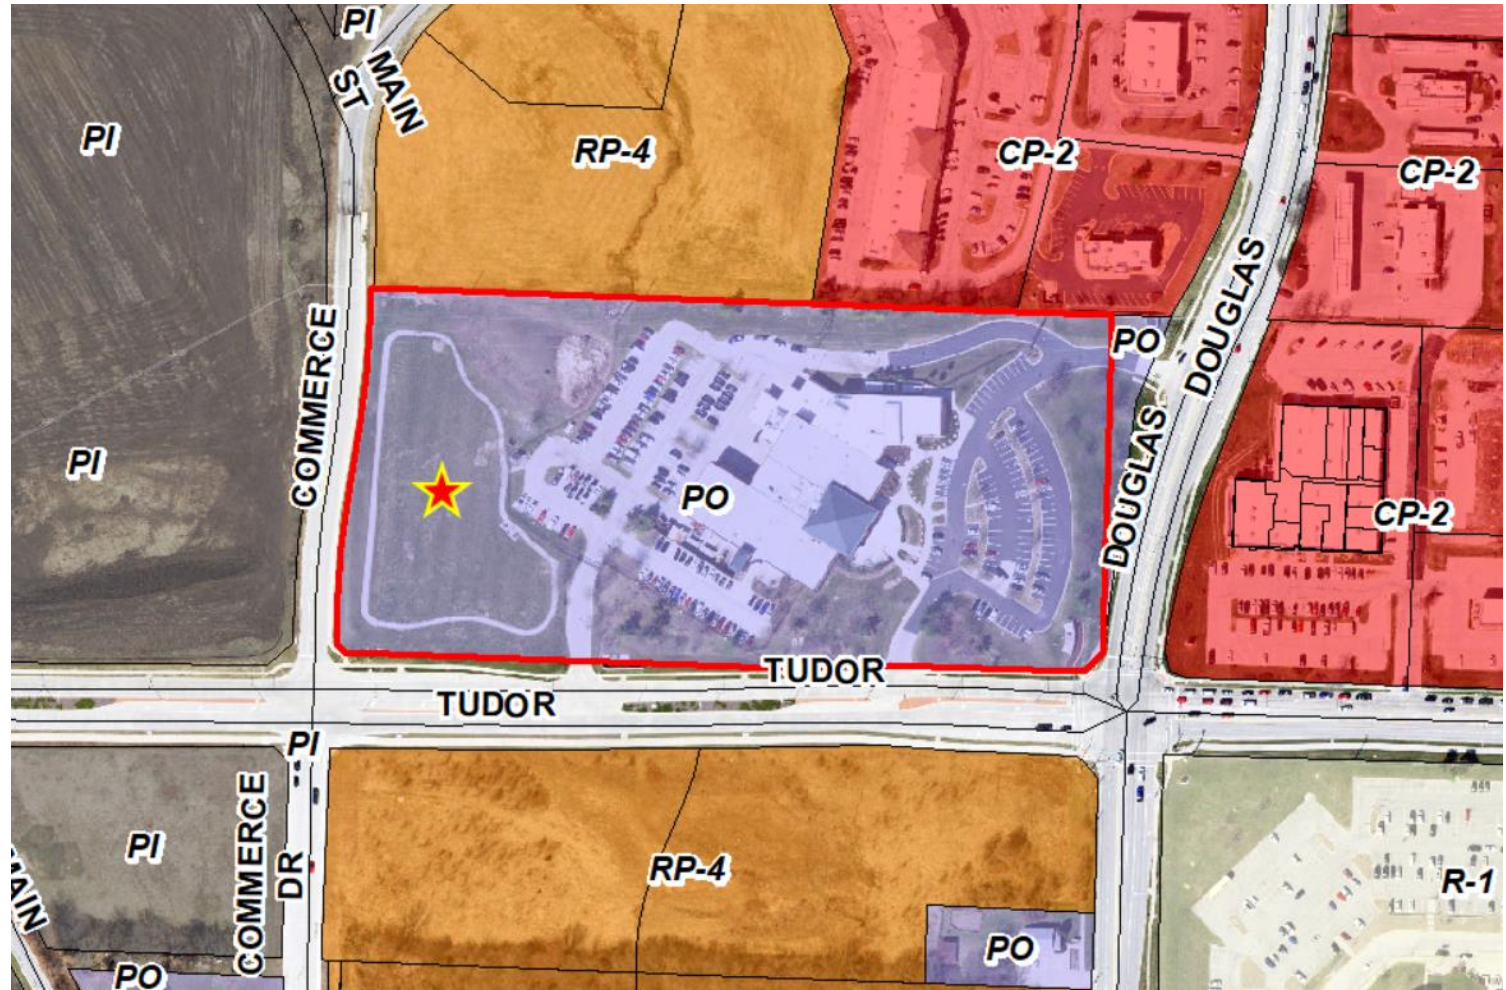 PI
MAIN
ST
PI
RP-4
CP-2
CP-2
DOUGLAS
COMMERCE
PO
PI
PO
DOUGLAS
CP-2
TUDOR
TUDOR
PI
COMMERCE
DR
PI
RP-4
R-1
MAIN
PO
PO